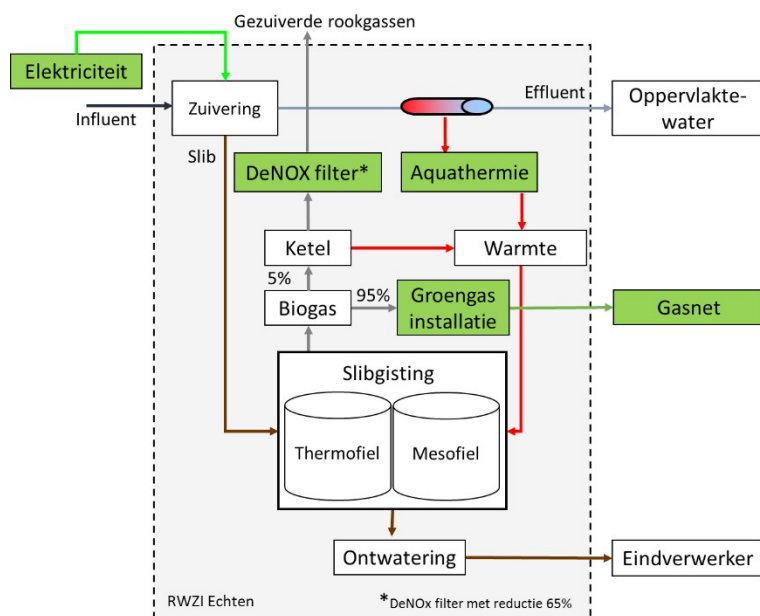 Gezuiverde rookgassen
Elektriciteit
Influent
Zuivering
Effluent
Oppervlakte-
water
Slib
DeNOX filter*
Aquathermie
Ketel
Warmte
5%
Biogas
95%
Groengas
installatie
Gasnet
Slibgisting
Thermofiel
Mesofiel
Ontwatering
Eindverwerker
RWZI Echten
*DeNOx filter met reductie 65%